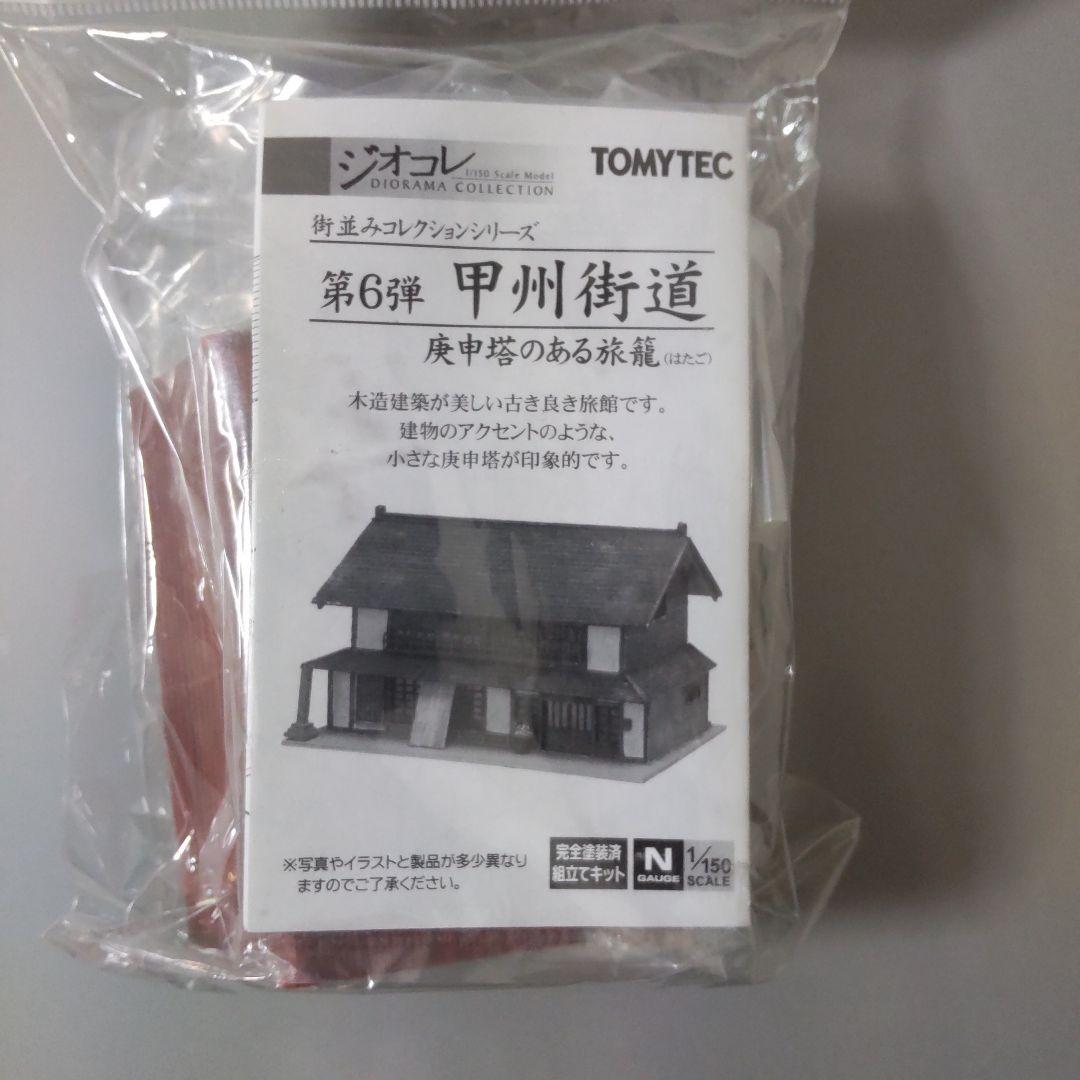 ジオコレ
1/150 Scale Model
DIORAMA COLLECTION
TOMYTEC
街並みコレクションシリーズ
第6弾 甲州街道
庚申塔のある旅籠(はたご)
木造建築が美しい古き良き旅館です。
建物のアクセントのような、
小さな庚申塔が印象的です。
※写真やイラストと製品が多少異なり
ますのでご了承ください。
完全塗装済
組立てキット
N
GAUGE
1/150
SCALE